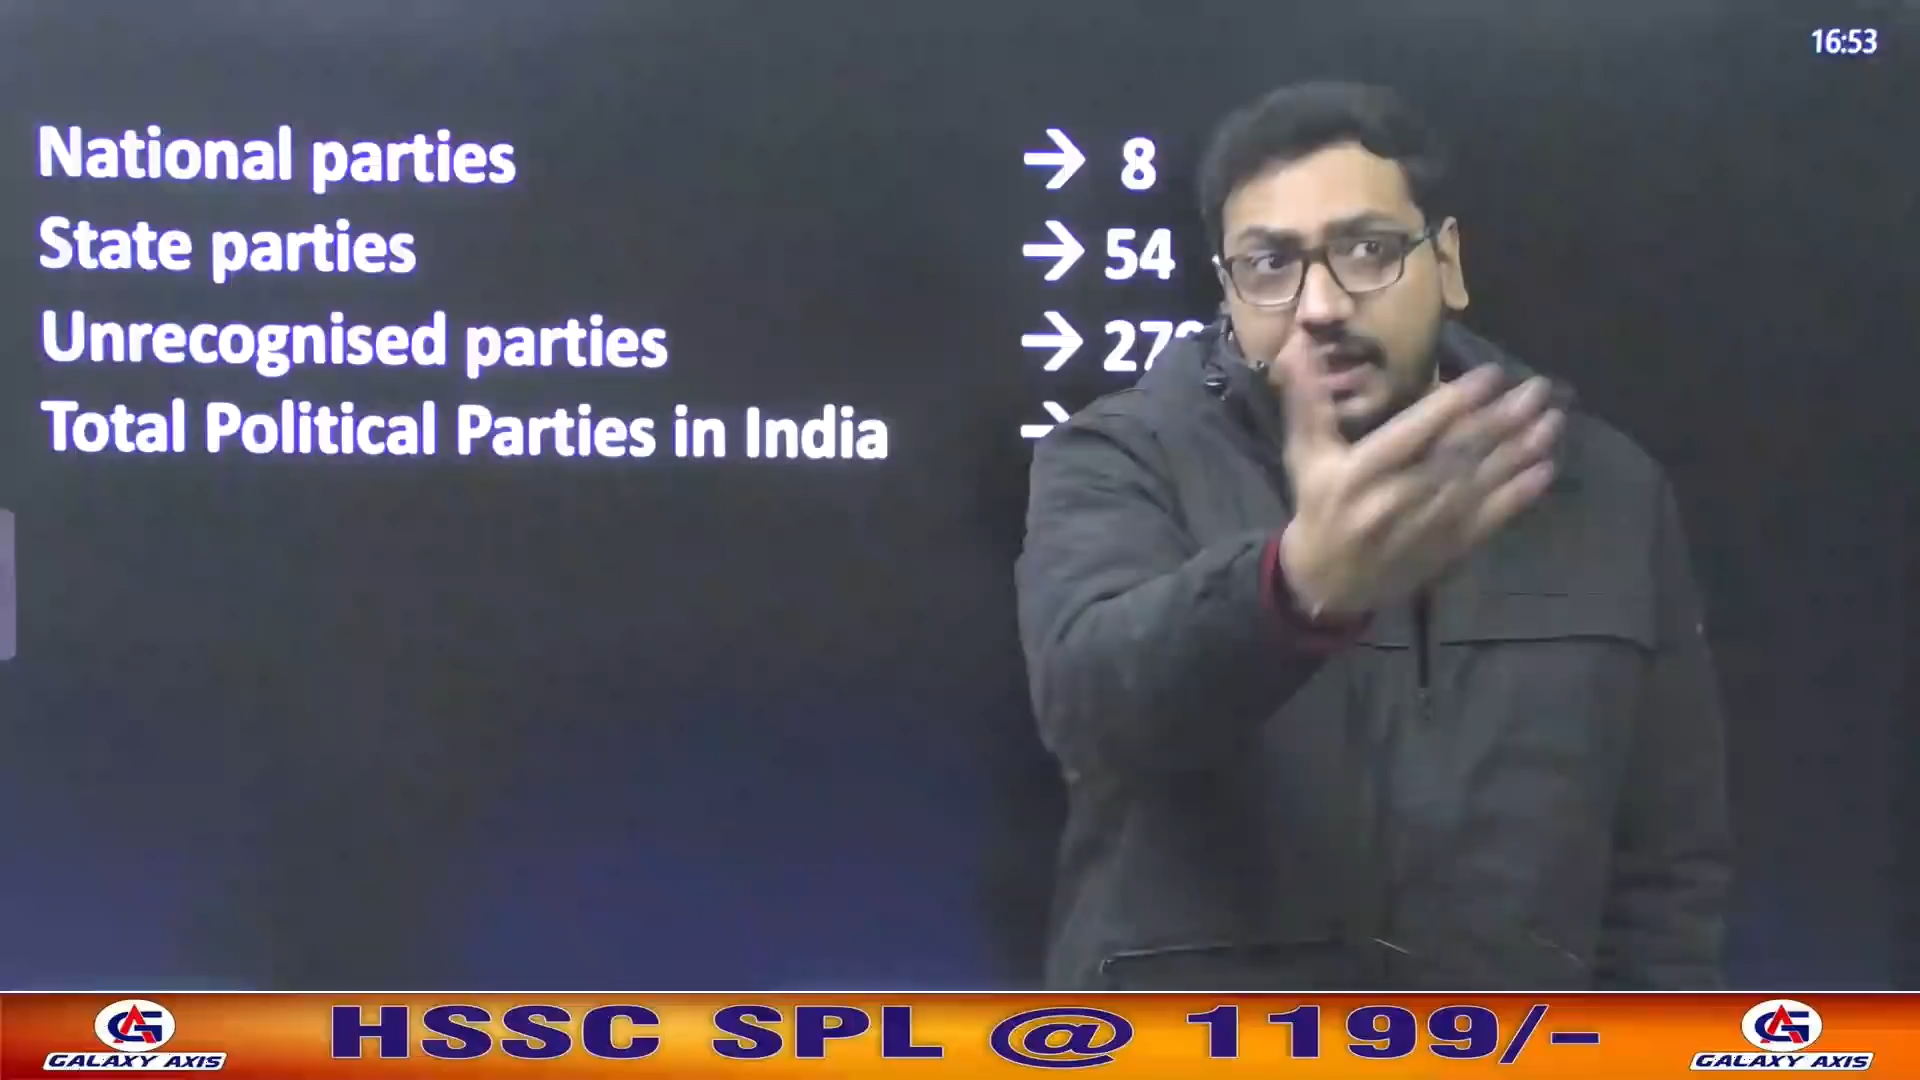 16:53
National parties → 8
State parties → 54
Unrecognised parties →
Total Political Parties in India →
HSSC SPL @ 1199/-
GALAXY AXIS
GALAXY AXIS